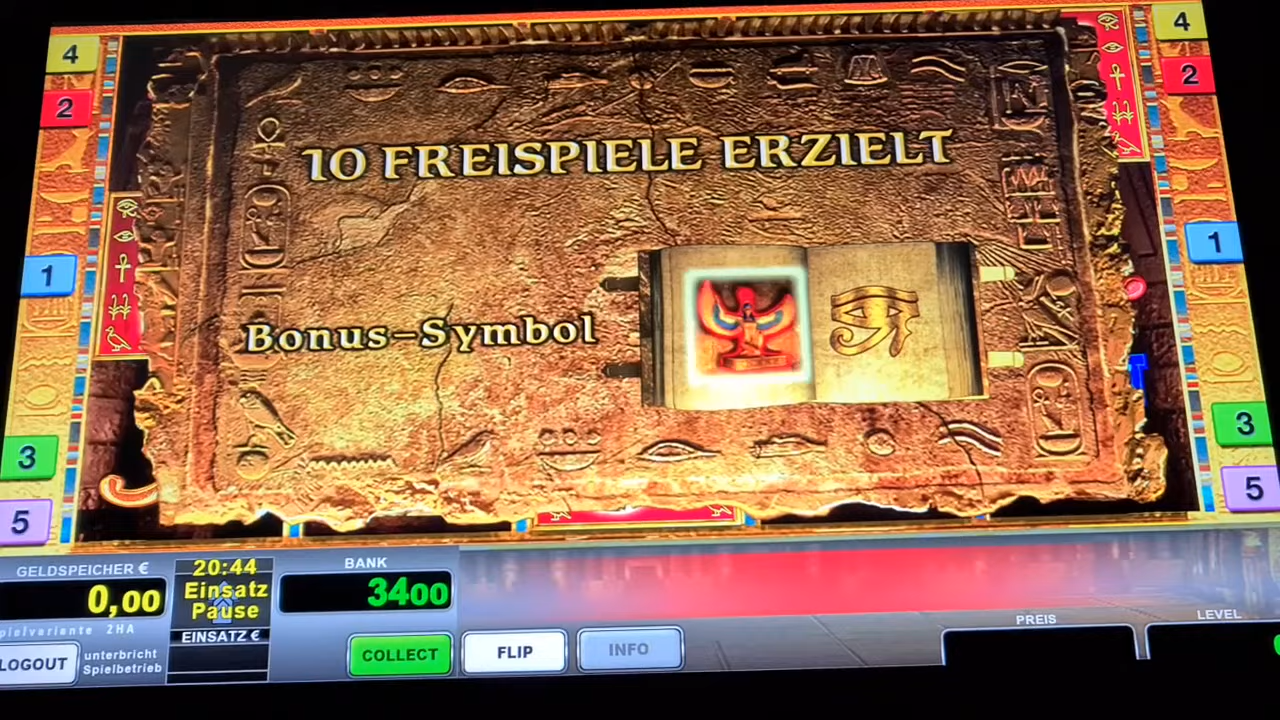 4
4
2
2
10 FREISPIELE ERZIELT
1
1
Bonus-Symbol
3
3
5
5
GELDSPEICHER €
20:44
BANK
0,00
Einsatz
Pause
3400
EINSATZ €
PREIS
LEVEL
LOGOUT
unterbricht
Spielbetrieb
COLLECT
FLIP
INFO